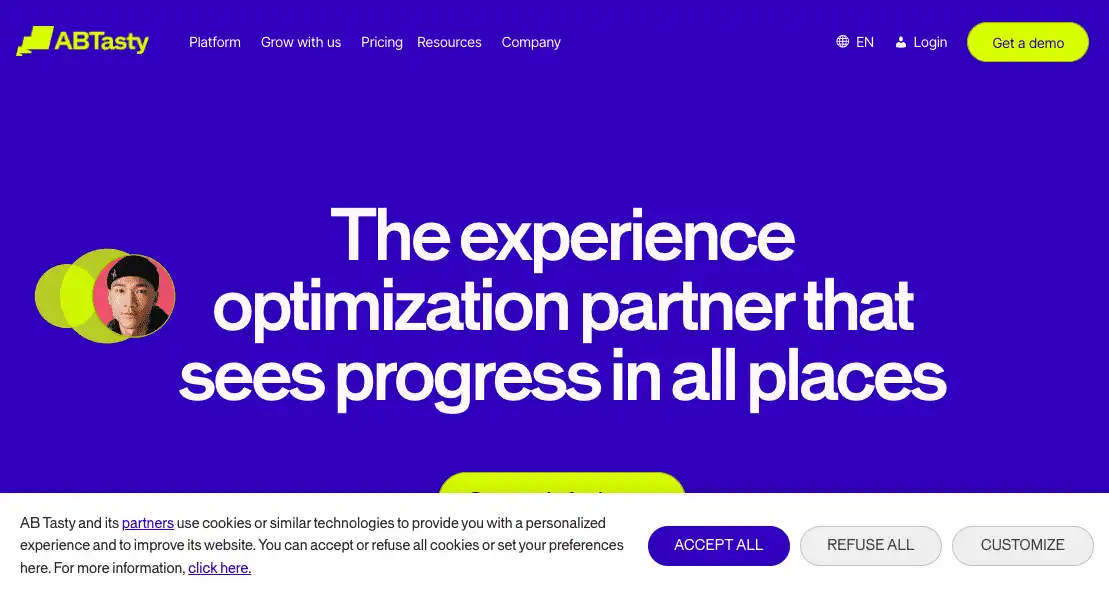 ABTasty
Platform
Grow with us
Pricing
Resources
Company
EN
Login
Get a demo
The experience
optimization partner that
sees progress in all places
AB Tasty and its partners use cookies or similar technologies to provide you with a personalized
experience and to improve its website. You can accept or refuse all cookies or set your preferences
here. For more information, click here.
ACCEPT ALL
REFUSE ALL
CUSTOMIZE